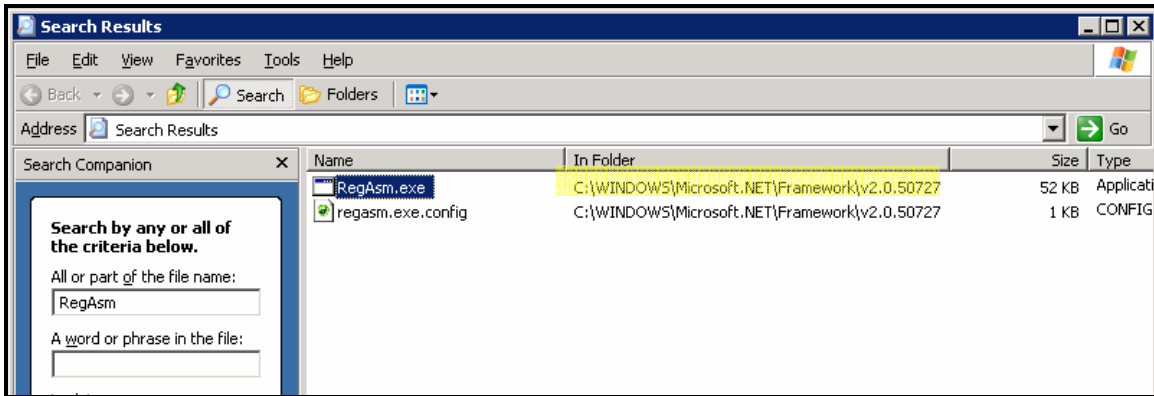 Search Results
File Edit View Favorites Tools Help
Back Search Folders
Address Search Results Go
Search Companion
Name In Folder Size Type
RegAsm.exe C:\WINDOWS\Microsoft.NET\Framework\v2.0.50727 52 KB Applicati
regasm.exe.config C:\WINDOWS\Microsoft.NET\Framework\v2.0.50727 1 KB CONFIG
Search by any or all of
the criteria below.
All or part of the file name:
RegAsm
A word or phrase in the file: